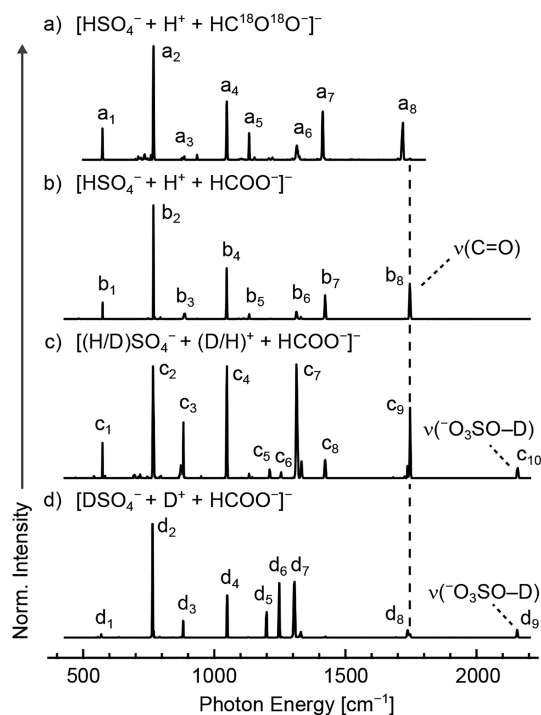 a) [HSO₄⁻ + H⁺ + HC¹⁸O¹⁸O⁻]⁻
a₁ a₂ a₃ a₄ a₅ a₆ a₇ a₈
b) [HSO₄⁻ + H⁺ + HCOO⁻]⁻
b₁ b₂ b₃ b₄ b₅ b₆ b₇ b₈ ν(C=O)
c) [(H/D)SO₄⁻ + (D/H)⁺ + HCOO⁻]⁻
c₁ c₂ c₃ c₄ c₅ c₆ c₇ c₈ c₉ ν(⁻O₃SO–D) c₁₀
d) [DSO₄⁻ + D⁺ + HCOO⁻]⁻
d₁ d₂ d₃ d₄ d₅ d₆ d₇ d₈ ν(⁻O₃SO–D) d₉
Norm. Intensity
500 1000 1500 2000
Photon Energy [cm⁻¹]